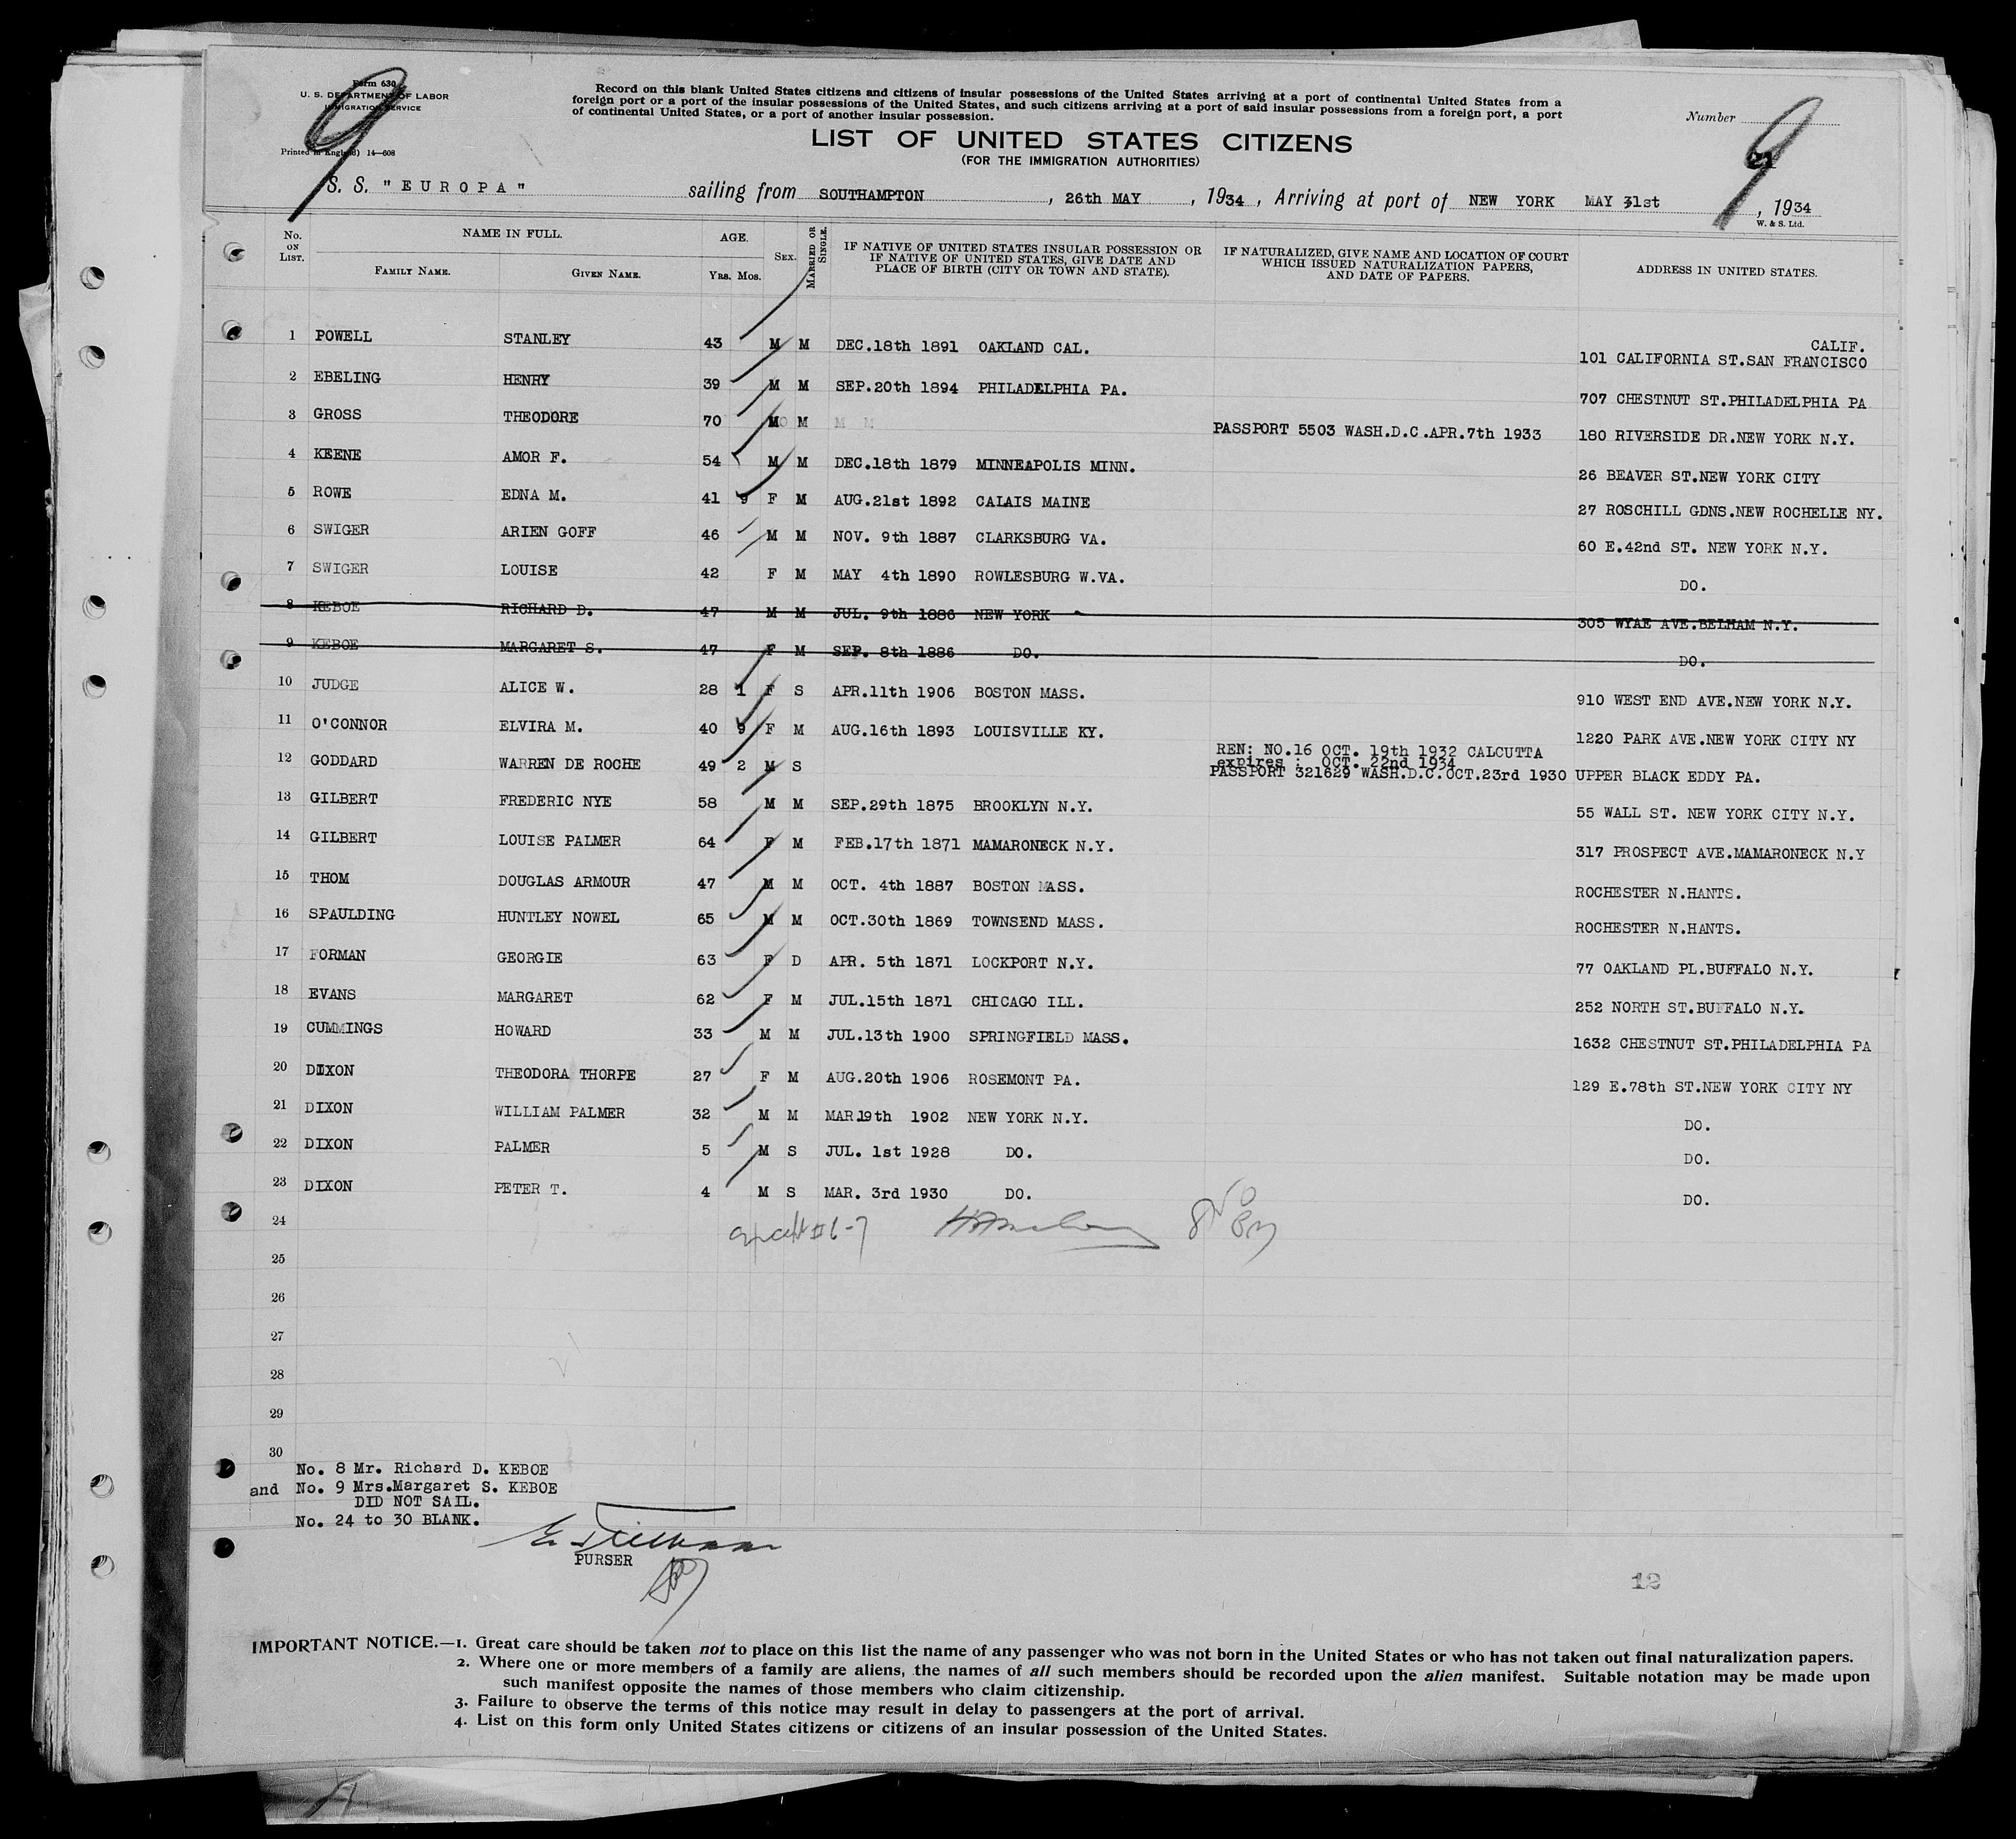 Form 630
U. S. DEPARTMENT OF LABOR
IMMIGRATION SERVICE
Printed in England) 14—608
9
Record on this blank United States citizens and citizens of insular possessions of the United States arriving at a port of continental United States from a
foreign port or a port of the insular possessions of the United States, and such citizens arriving at a port of said insular possessions from a foreign port, a port
of continental United States, or a port of another insular possession.
Number
9
21
LIST OF UNITED STATES CITIZENS
(FOR THE IMMIGRATION AUTHORITIES)
S. S. "EUROPA" sailing from SOUTHAMPTON, 26th MAY, 1934, Arriving at port of NEW YORK MAY 31st, 1934
W. & S. Ltd.
No. ON LIST. NAME IN FULL. FAMILY NAME. GIVEN NAME. AGE. Yrs. Mos. SEX. MARRIED OR SINGLE. IF NATIVE OF UNITED STATES INSULAR POSSESSION OR IF NATIVE OF UNITED STATES, GIVE DATE AND PLACE OF BIRTH (CITY OR TOWN AND STATE). IF NATURALIZED, GIVE NAME AND LOCATION OF COURT WHICH ISSUED NATURALIZATION PAPERS, AND DATE OF PAPERS. ADDRESS IN UNITED STATES.
1 POWELL STANLEY 43 M M DEC.18th 1891 OAKLAND CAL. 101 CALIFORNIA ST.SAN FRANCISCO CALIF.
2 EBELING HENRY 39 M M SEP.20th 1894 PHILADELPHIA PA. 707 CHESTNUT ST.PHILADELPHIA PA
3 GROSS THEODORE 70 M M PASSPORT 5503 WASH.D.C.APR.7th 1933 180 RIVERSIDE DR.NEW YORK N.Y.
4 KEENE AMOR F. 54 M M DEC.18th 1879 MINNEAPOLIS MINN. 26 BEAVER ST.NEW YORK CITY
5 ROWE EDNA M. 41 9 F M AUG.21st 1892 CALAIS MAINE 27 ROSCHILL GDNS.NEW ROCHELLE NY.
6 SWIGER ARIEN GOFF 46 M M NOV. 9th 1887 CLARKSBURG VA. 60 E.42nd ST. NEW YORK N.Y.
7 SWIGER LOUISE 42 F M MAY 4th 1890 ROWLESBURG W.VA. DO.
8 KEBOE RICHARD D. 47 M M JUL. 9th 1886 NEW YORK 305 WYAE AVE.BELHAM N.Y.
9 KEBOE MARGARET S. 47 F M SEP. 8th 1886 DO. DO.
10 JUDGE ALICE W. 28 1 F S APR.11th 1906 BOSTON MASS. 910 WEST END AVE.NEW YORK N.Y.
11 O'CONNOR ELVIRA M. 40 9 F M AUG.16th 1893 LOUISVILLE KY. 1220 PARK AVE.NEW YORK CITY NY
REN: NO.16 OCT. 19th 1932 CALCUTTA
expires : OCT. 22nd 1934
12 GODDARD WARREN DE ROCHE 49 2 M S PASSPORT 321629 WASH.D.C.OCT.23rd 1930 UPPER BLACK EDDY PA.
13 GILBERT FREDERIC NYE 58 M M SEP.29th 1875 BROOKLYN N.Y. 55 WALL ST. NEW YORK CITY N.Y.
14 GILBERT LOUISE PALMER 64 F M FEB.17th 1871 MAMARONECK N.Y. 317 PROSPECT AVE.MAMARONECK N.Y
15 THOM DOUGLAS ARMOUR 47 M M OCT. 4th 1887 BOSTON MASS. ROCHESTER N.HANTS.
16 SPAULDING HUNTLEY NOWEL 65 M M OCT.30th 1869 TOWNSEND MASS. ROCHESTER N.HANTS.
17 FORMAN GEORGIE 63 F D APR. 5th 1871 LOCKPORT N.Y. 77 OAKLAND PL.BUFFALO N.Y.
18 EVANS MARGARET 62 F M JUL.15th 1871 CHICAGO ILL. 252 NORTH ST.BUFFALO N.Y.
19 CUMMINGS HOWARD 33 M M JUL.13th 1900 SPRINGFIELD MASS. 1632 CHESTNUT ST.PHILADELPHIA PA
20 DIXON THEODORA THORPE 27 F M AUG.20th 1906 ROSEMONT PA. 129 E.78th ST.NEW YORK CITY NY
21 DIXON WILLIAM PALMER 32 M M MAR.19th 1902 NEW YORK N.Y. DO.
22 DIXON PALMER 5 M S JUL. 1st 1928 DO. DO.
23 DIXON PETER T. 4 M S MAR. 3rd 1930 DO. DO.
24
25
26
27
28
29
30
No. 8 Mr. Richard D. KEBOE
and No. 9 Mrs.Margaret S. KEBOE
DID NOT SAIL.
No. 24 to 30 BLANK.
PURSER
12
IMPORTANT NOTICE.—1. Great care should be taken not to place on this list the name of any passenger who was not born in the United States or who has not taken out final naturalization papers.
2. Where one or more members of a family are aliens, the names of all such members should be recorded upon the alien manifest. Suitable notation may be made upon
such manifest opposite the names of those members who claim citizenship.
3. Failure to observe the terms of this notice may result in delay to passengers at the port of arrival.
4. List on this form only United States citizens or citizens of an insular possession of the United States.